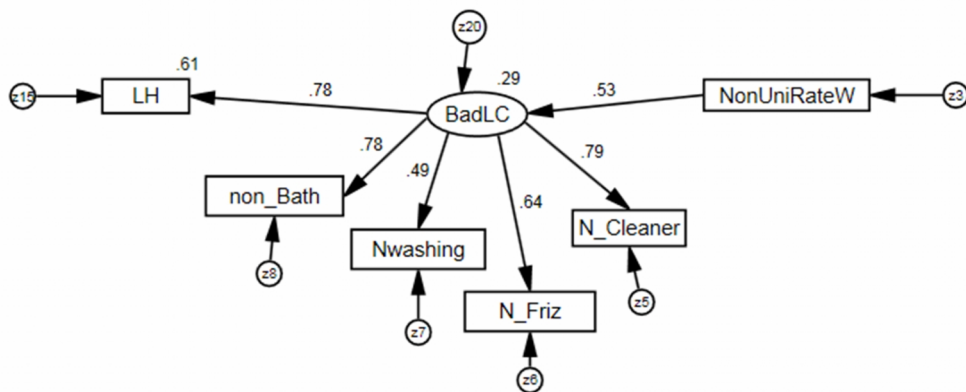 z20
.61
z15
LH
.78
.29
BadLC
.53
NonUniRateW
z3
.78
.49
.79
.64
non_Bath
Nwashing
N_Cleaner
z8
z7
N_Friz
z5
z6